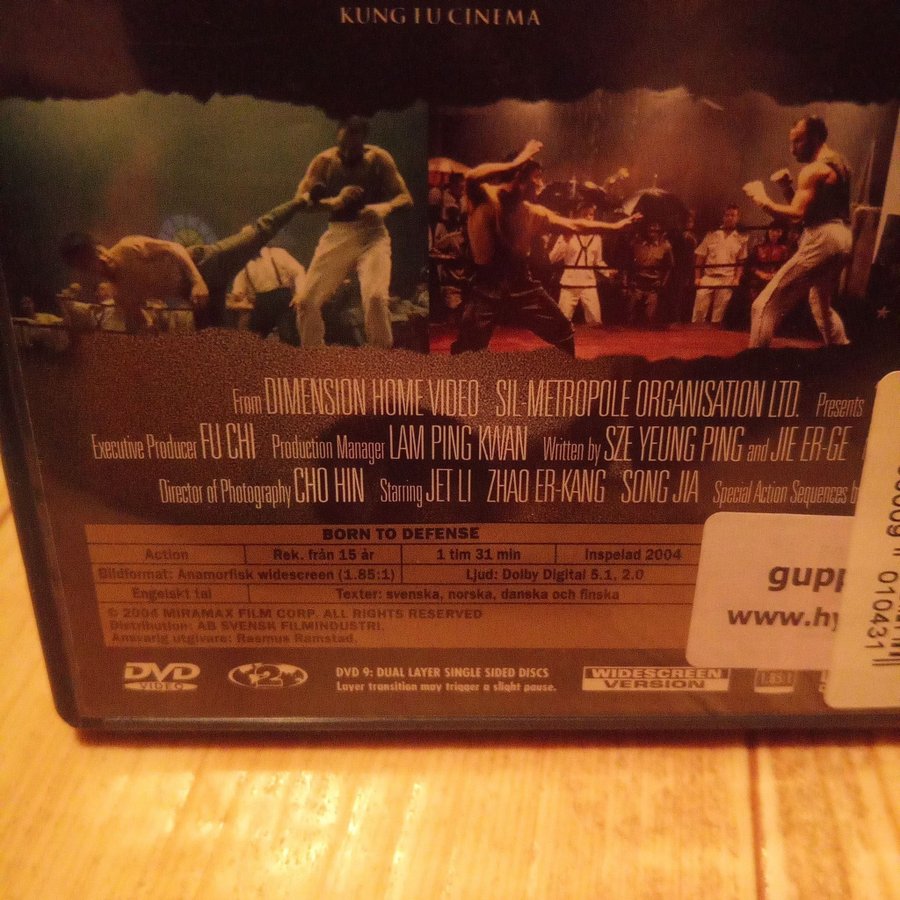 KUNG FU CINEMA
From DIMENSION HOME VIDEO SIL-METROPOLE ORGANISATION LTD. Presents
Executive Producer FU CHI Production Manager LAM PING KWAN Written by SZE YEUNG PING and JIE ER-GE
Director of Photography CHO HIN Starring JET LI ZHAO ER-KANG SONG JIA Special Action Sequences b
BORN TO DEFENSE
Action Rek. från 15 år 1 tim 31 min Inspelad 2004
Bildformat: Anamorfisk widescreen (1.85:1) Ljud: Dolby Digital 5.1, 2.0
Engelskt tal Texter: svenska, norska, danska och finska
© 2004 MIRAMAX FILM CORP. ALL RIGHTS RESERVED
Distribution: AB SVENSK FILMINDUSTRI.
Ansvarig utgivare: Rasmus Ramstad.
gupp
www.hy
010431
DVD VIDEO 2 DVD 9: DUAL LAYER SINGLE SIDED DISCS
Layer transition may trigger a slight pause.
WIDESCREEN
VERSION
1.85:1